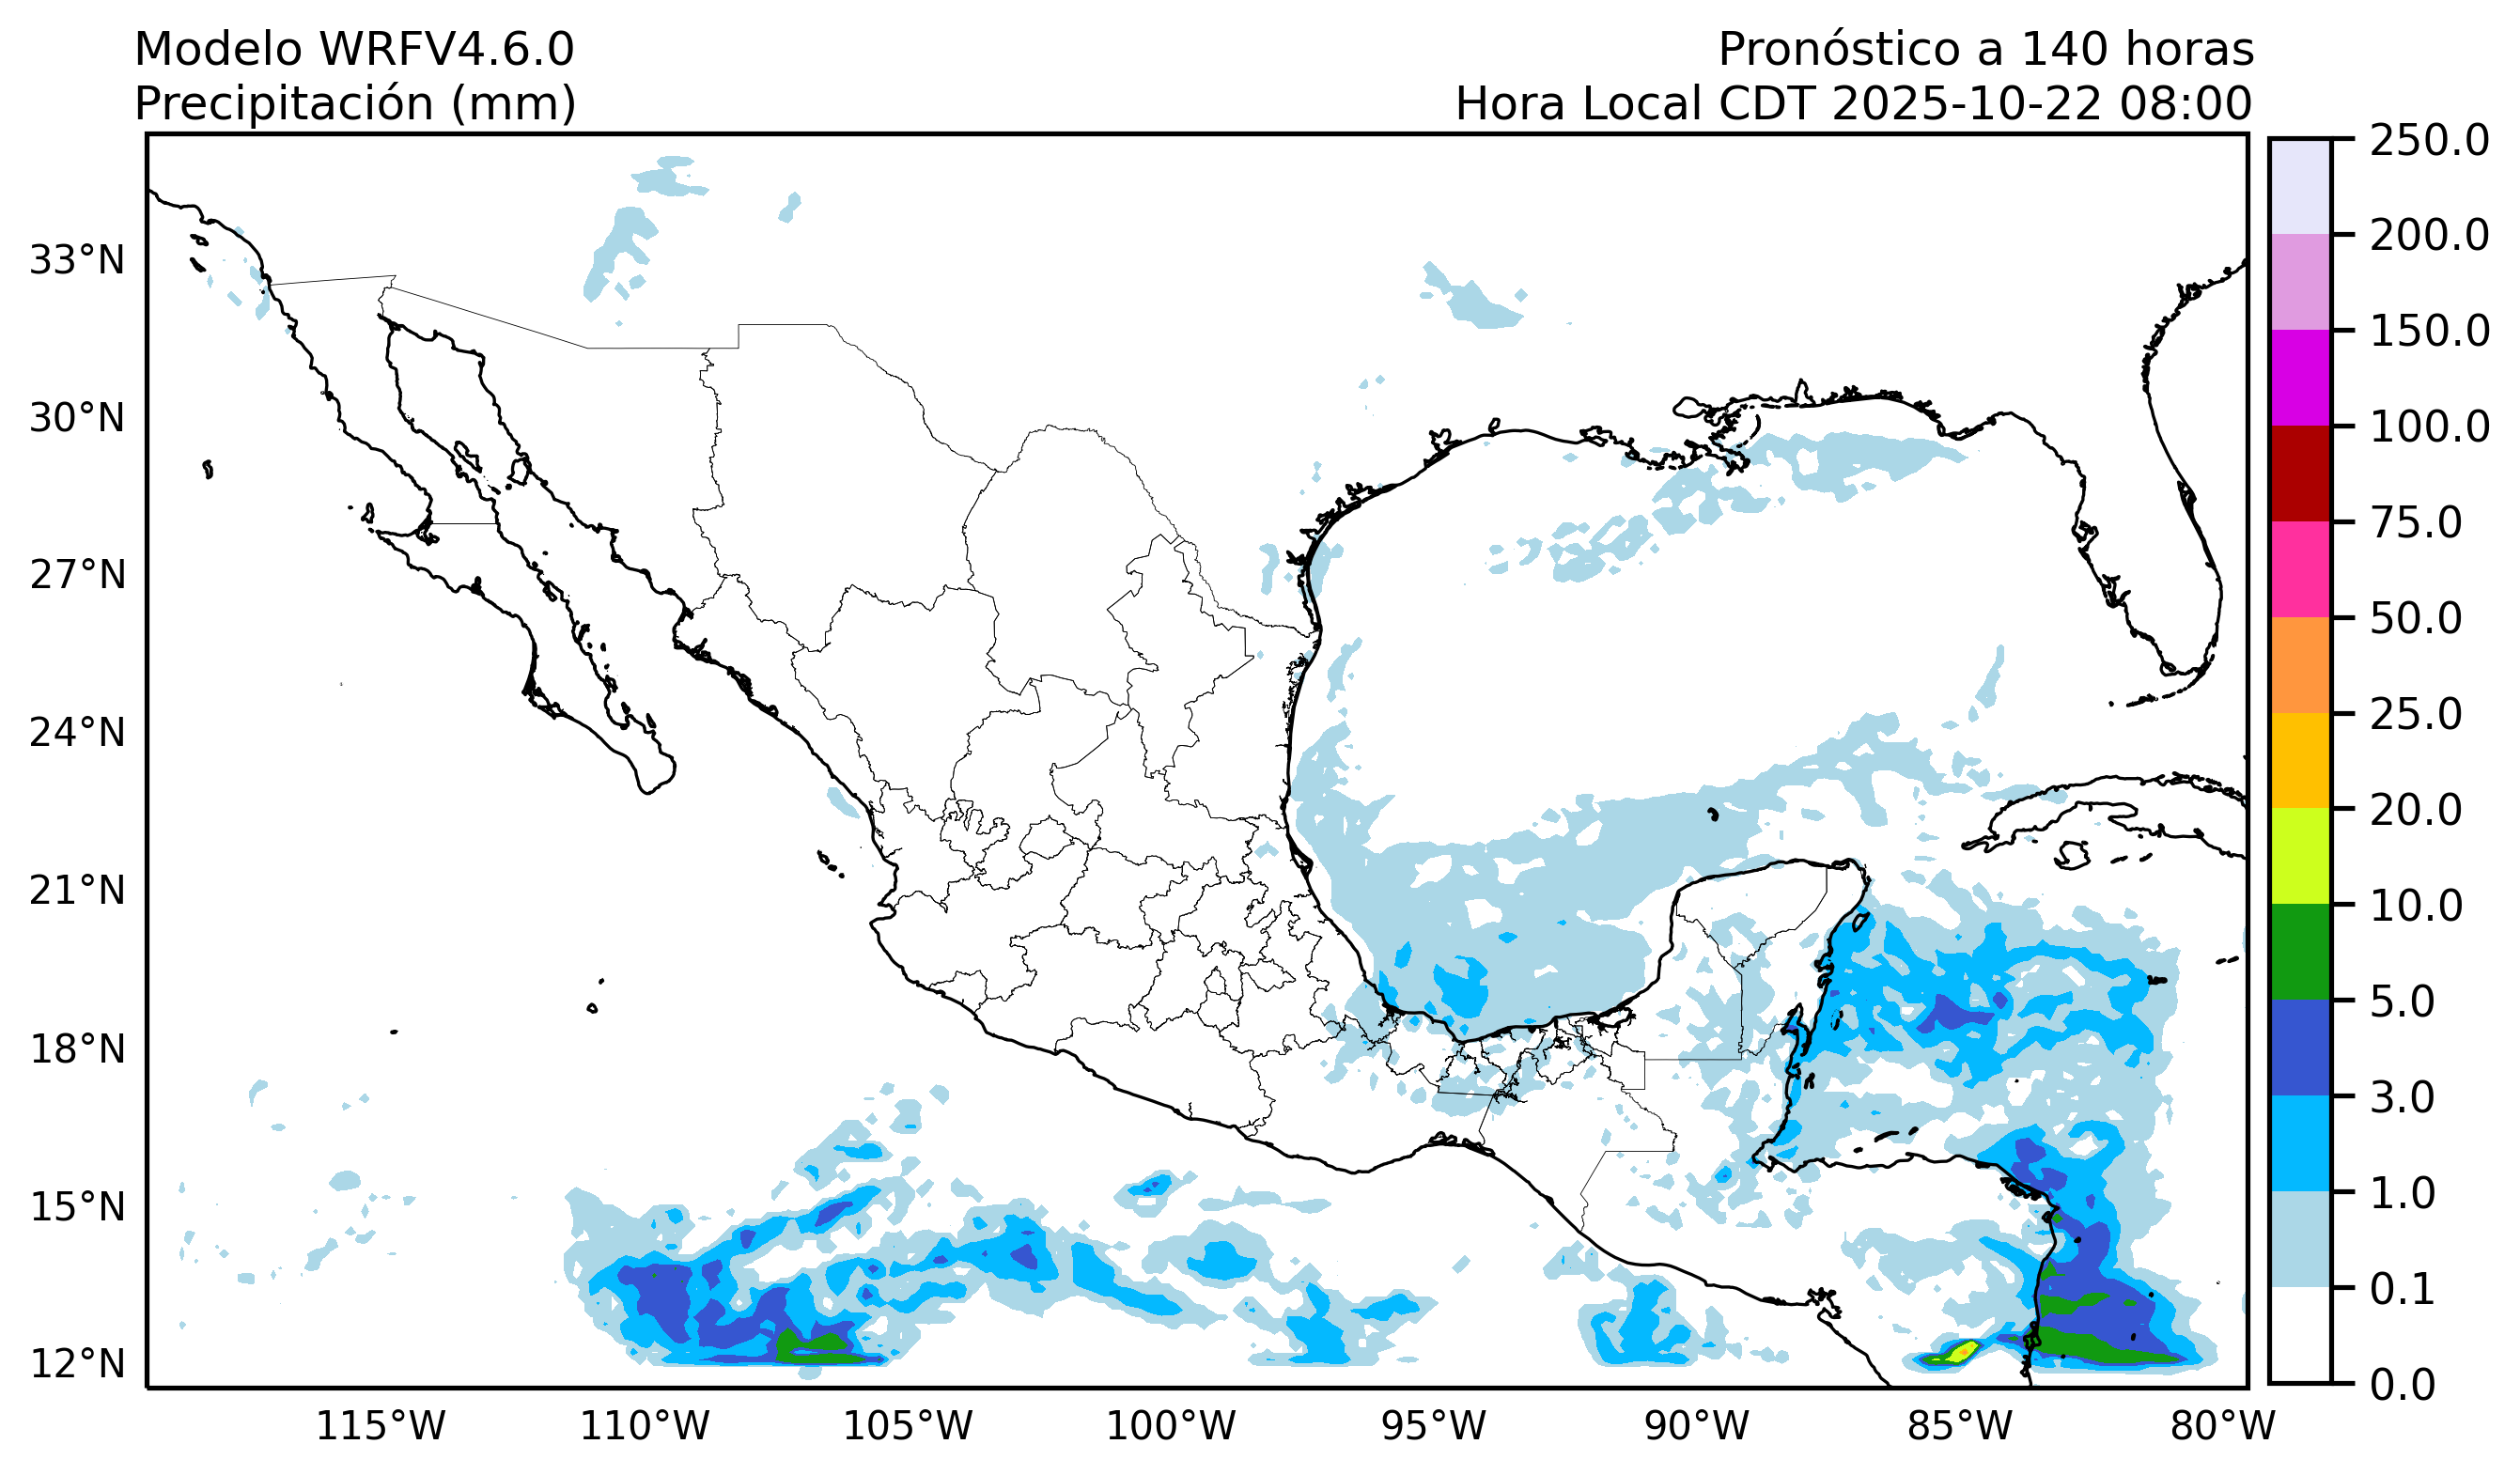 Modelo WRFV4.6.0
Precipitación (mm)
Pronóstico a 140 horas
Hora Local CDT 2025-10-22 08:00
33°N
30°N
27°N
24°N
21°N
18°N
15°N
12°N
115°W
110°W
105°W
100°W
95°W
90°W
85°W
80°W
250.0
200.0
150.0
100.0
75.0
50.0
25.0
20.0
10.0
5.0
3.0
1.0
0.1
0.0